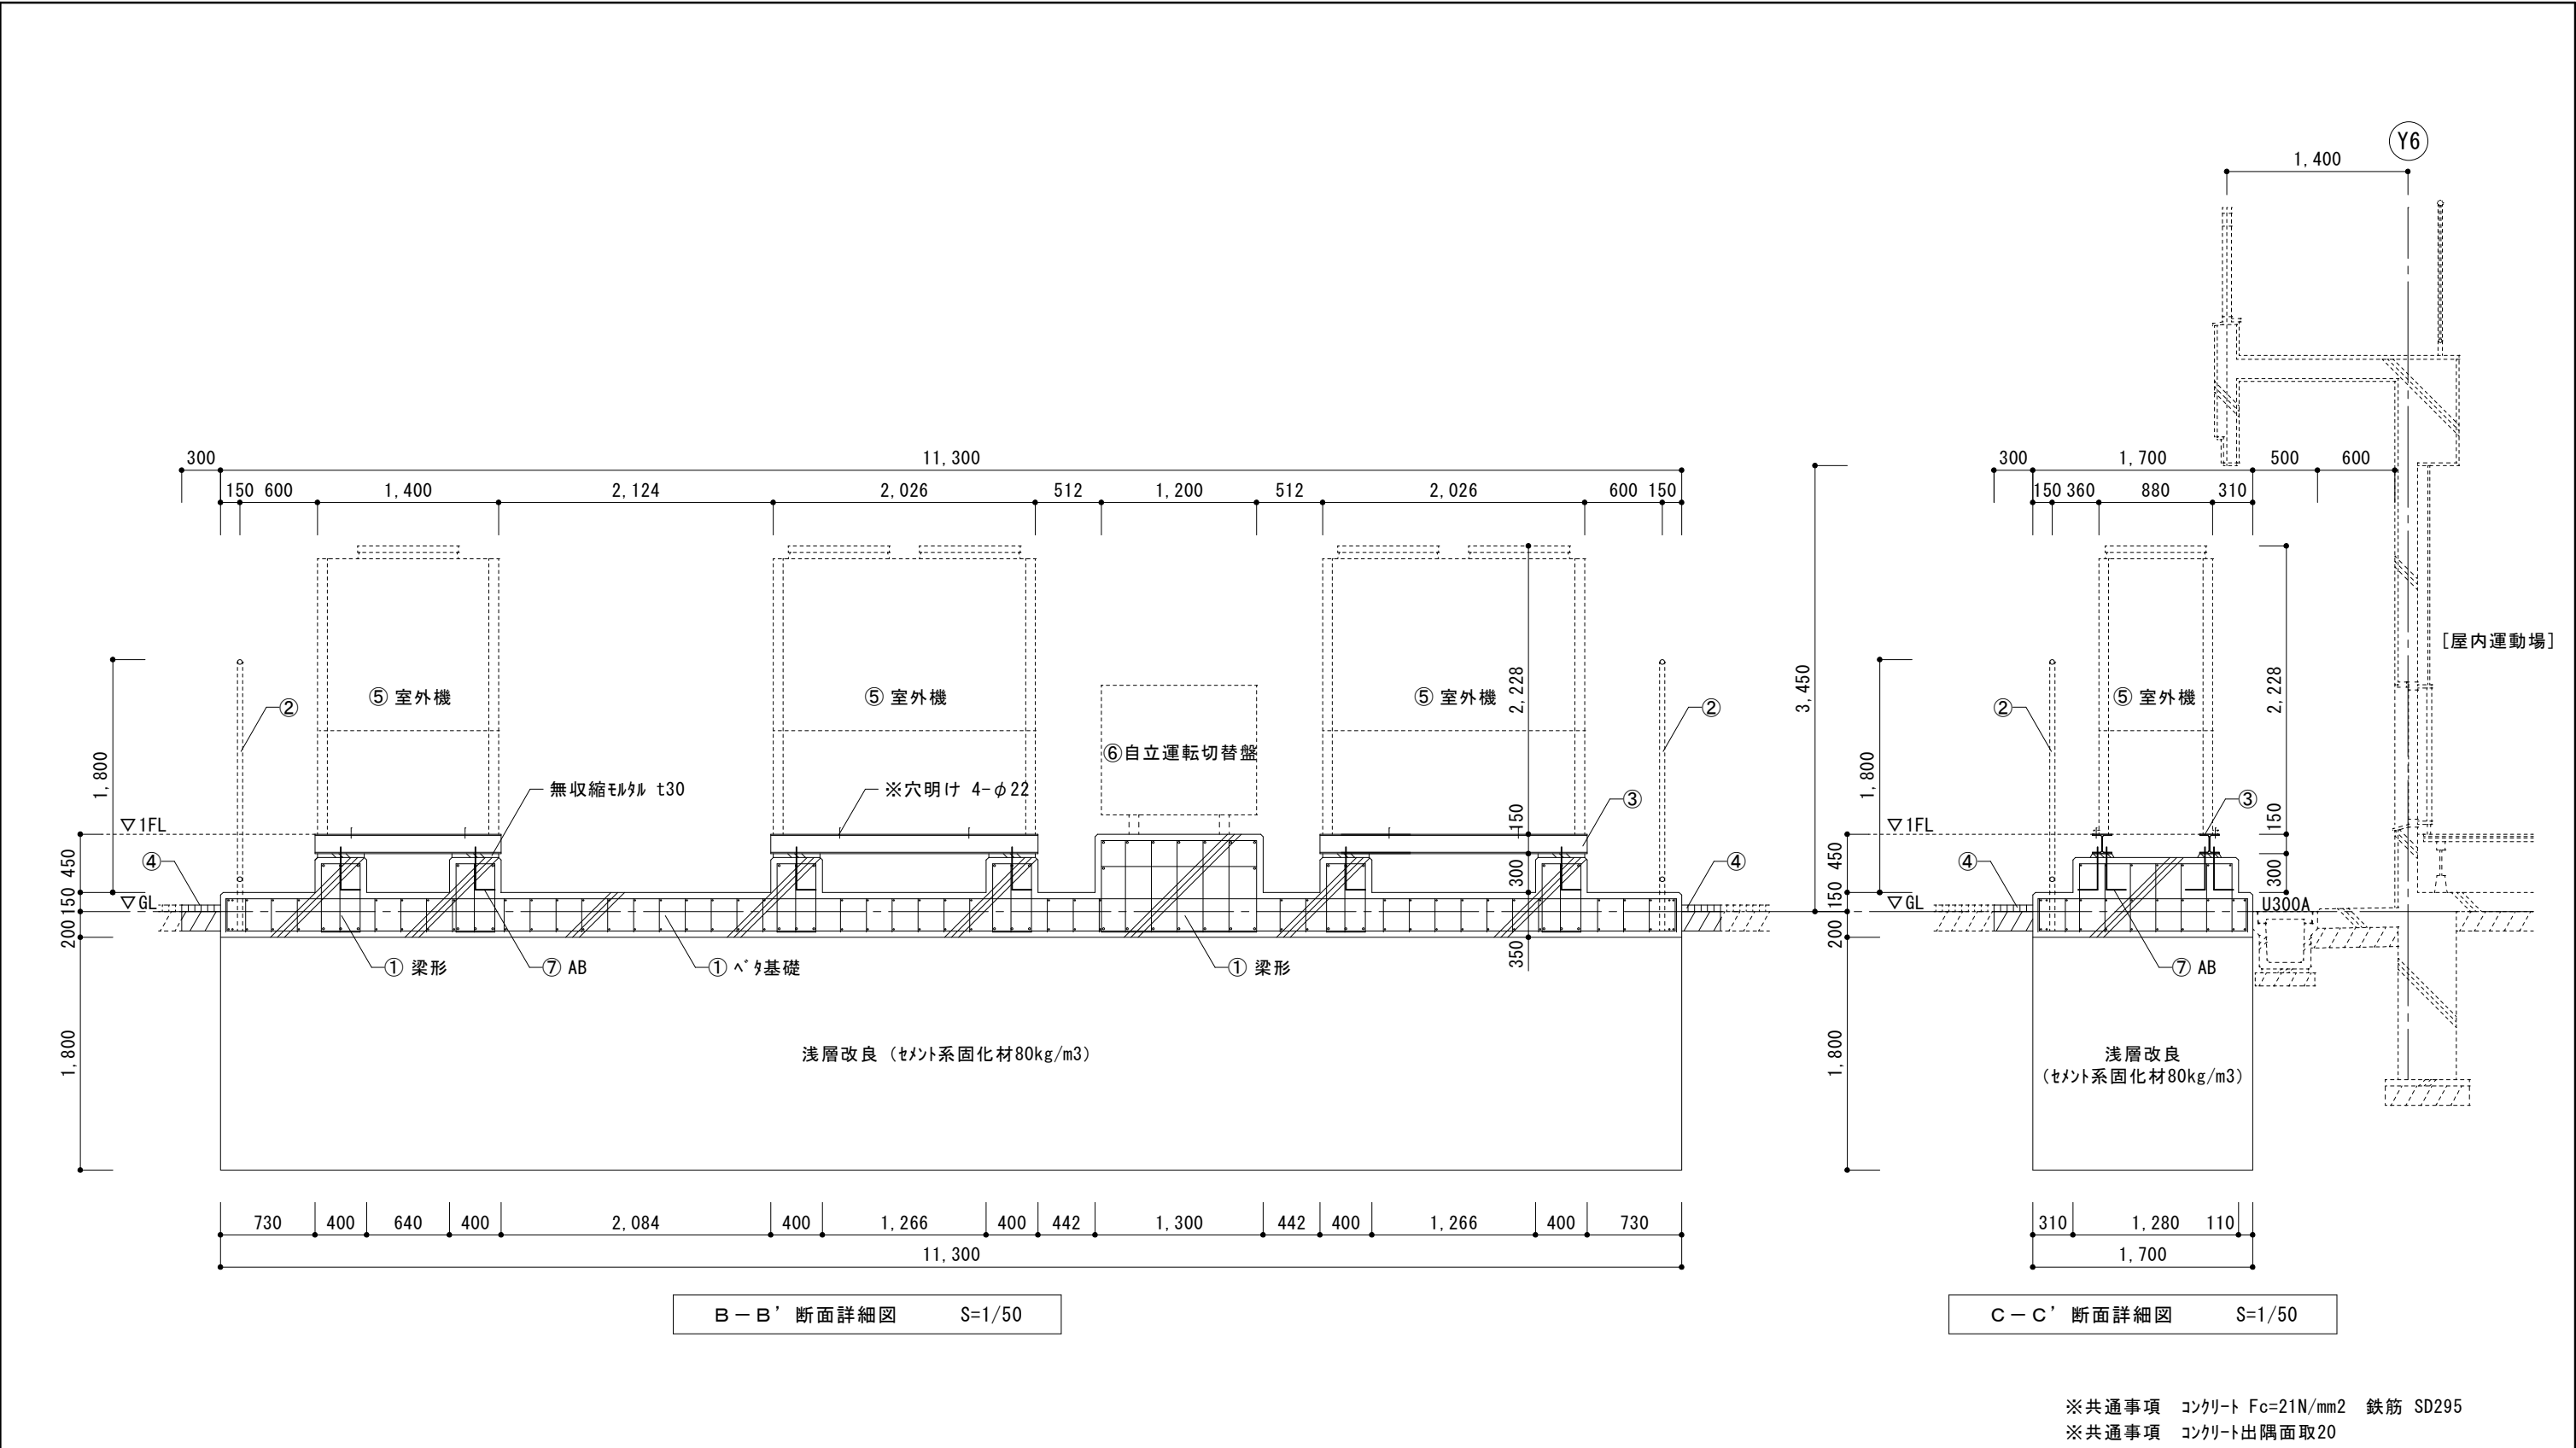 Y6
1,400
300 11,300
150 600 1,400 2,124 2,026 512 1,200 512 2,026 600 150
300 1,700 500 600
150 360 880 310
[屋内運動場]
⑤ 室外機
⑤ 室外機
⑤ 室外機
⑤ 室外機
②
②
②
⑥自立運転切替盤
無収縮モルタル t30
※穴明け 4-φ22
③
③
1,800
3,450
2,228
150
300
350
1,800
2,228
150
300
▽1FL
▽GL
④
④
450
150
200
1,800
▽1FL
▽GL
④
450
150
200
1,800
U300A
① 梁形
⑦ AB
① ベタ基礎
① 梁形
⑦ AB
浅層改良（セメント系固化材80kg/m3）
浅層改良
（セメント系固化材80kg/m3）
730 400 640 400 2,084 400 1,266 400 442 1,300 442 400 1,266 400 730
11,300
310 1,280 110
1,700
B－B’断面詳細図 S=1/50
C－C’断面詳細図 S=1/50
※共通事項 コンクリート Fc=21N/mm2 鉄筋 SD295
※共通事項 コンクリート出隅面取20